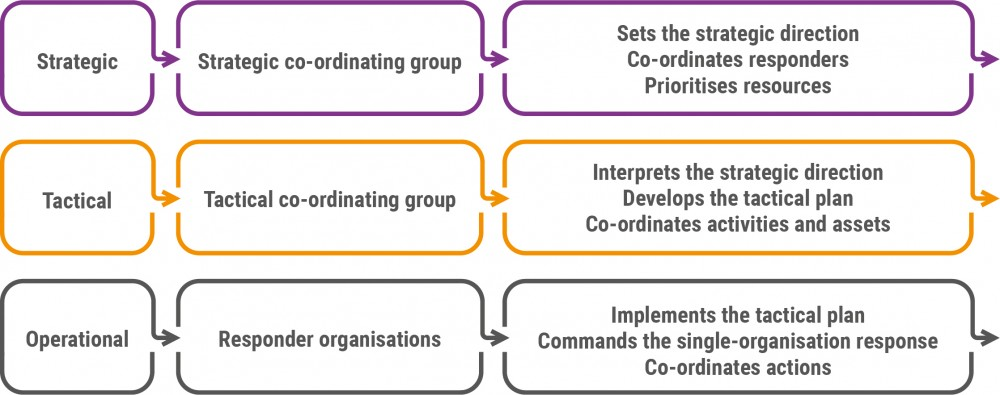 Strategic
Strategic co-ordinating group
Sets the strategic direction
Co-ordinates responders
Prioritises resources
Tactical
Tactical co-ordinating group
Interprets the strategic direction
Develops the tactical plan
Co-ordinates activities and assets
Operational
Responder organisations
Implements the tactical plan
Commands the single-organisation response
Co-ordinates actions